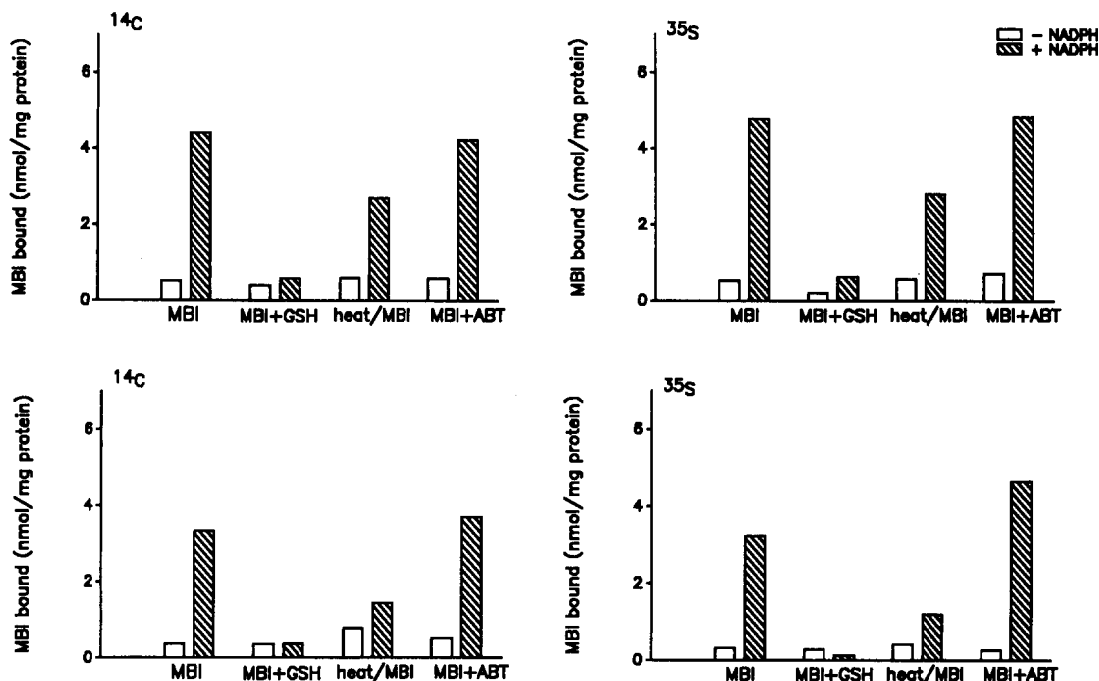 14C
MBI bound (nmol/mg protein)
6
4
2
0
MBI MBI+GSH heat/MBI MBI+ABT
35S
− NADPH
+ NADPH
MBI bound (nmol/mg protein)
6
4
2
0
MBI MBI+GSH heat/MBI MBI+ABT
14C
MBI bound (nmol/mg protein)
6
4
2
0
MBI MBI+GSH heat/MBI MBI+ABT
35S
MBI bound (nmol/mg protein)
6
4
2
0
MBI MBI+GSH heat/MBI MBI+ABT